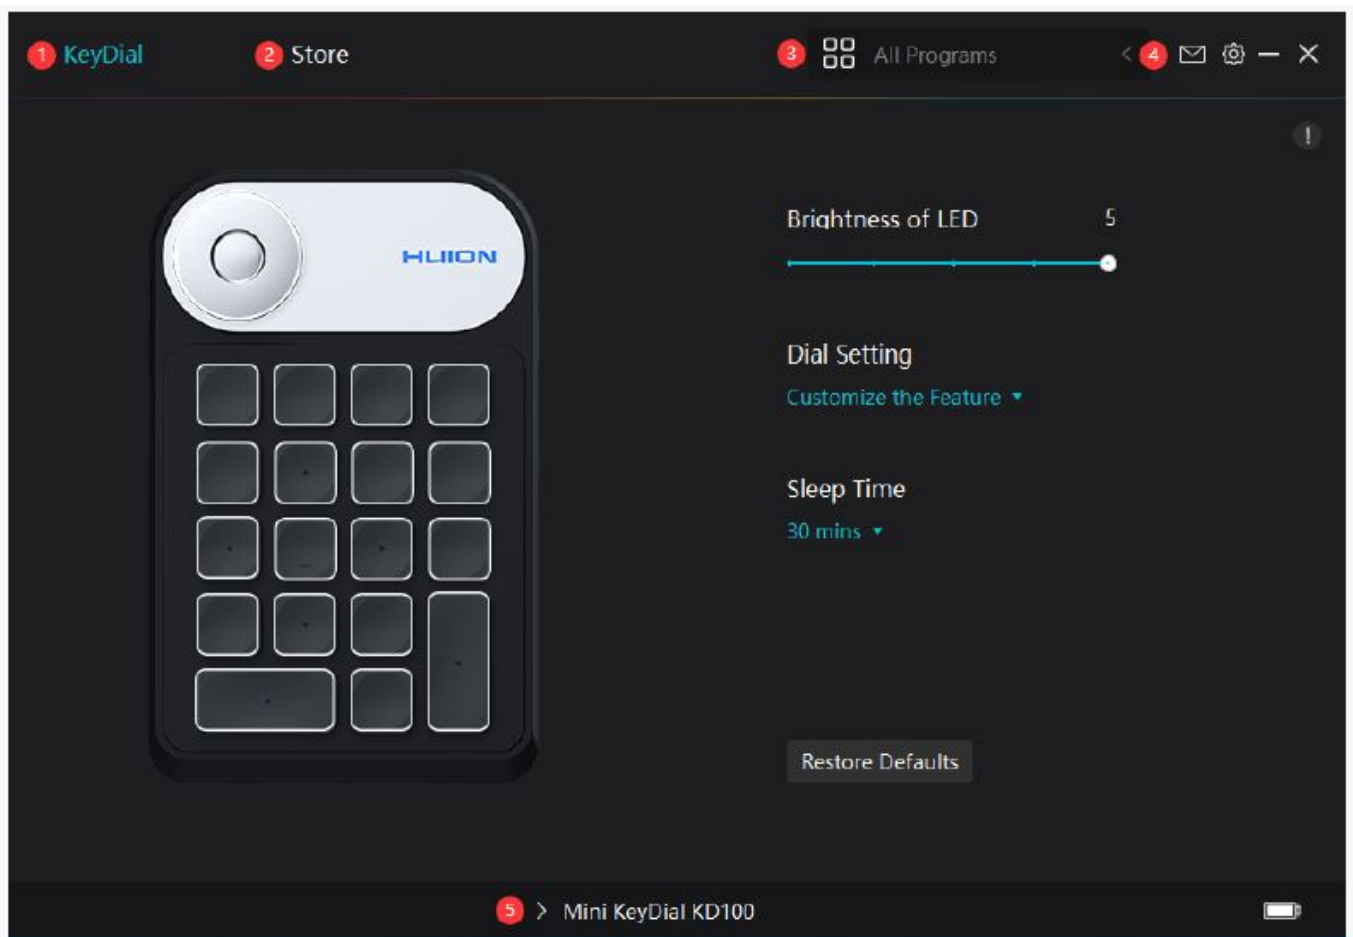 1 KeyDial 2 Store 3 All Programs < 4
!
HUION
Brightness of LED 5
Dial Setting
Customize the Feature
Sleep Time
30 mins
Restore Defaults
5 > Mini KeyDial KD100